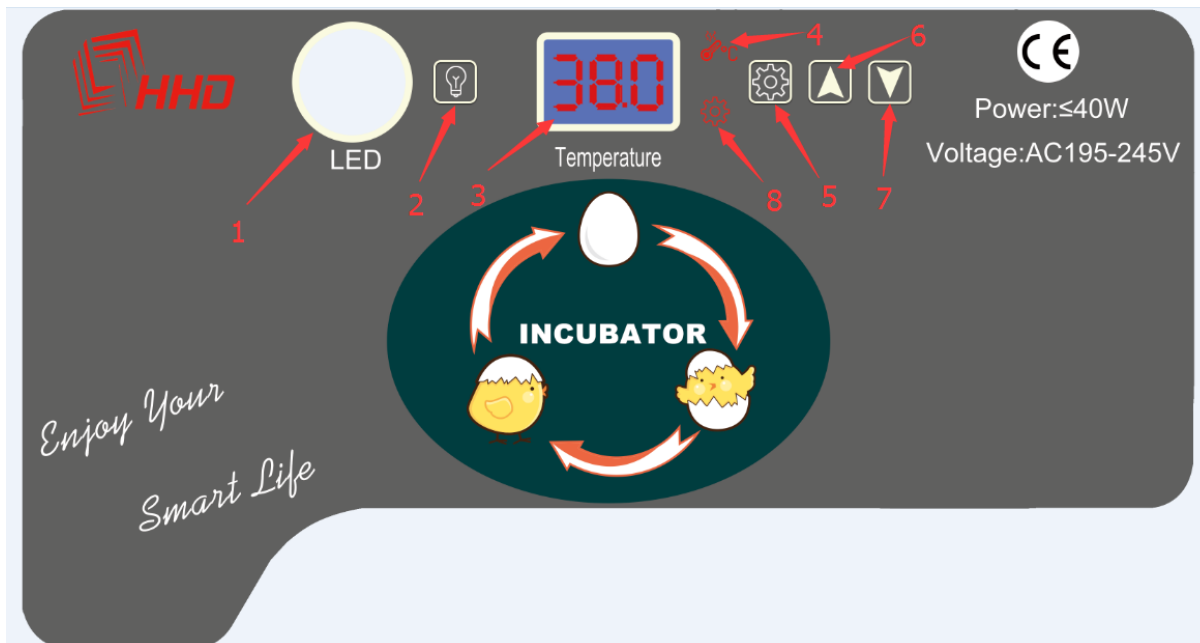 HHD
LED
38.0
Temperature
CE
Power:≤40W
Voltage:AC195-245V
1
2
3
4
5
6
7
8
INCUBATOR
Enjoy Your
Smart Life